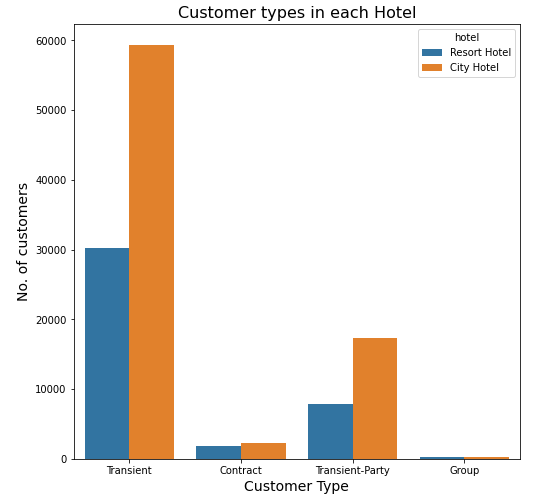 Customer types in each Hotel
hotel
Resort Hotel
City Hotel
60000
50000
40000
30000
20000
10000
0
No. of customers
Transient
Contract
Transient-Party
Group
Customer Type